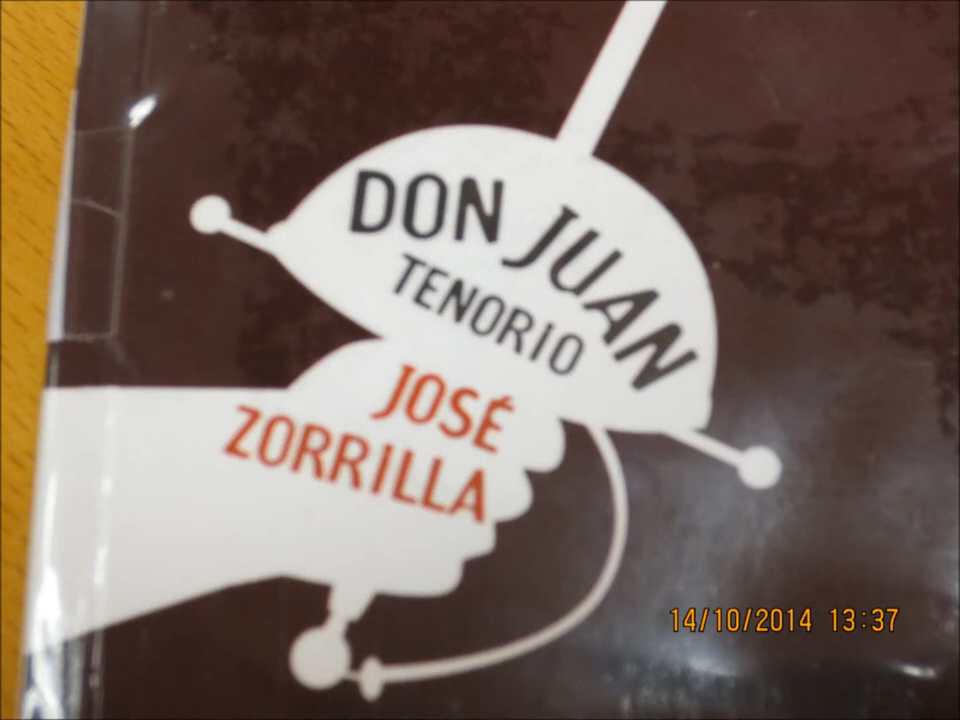 DON JUAN
TENORIO
JOSÉ
ZORRILLA
14/10/2014 13:37